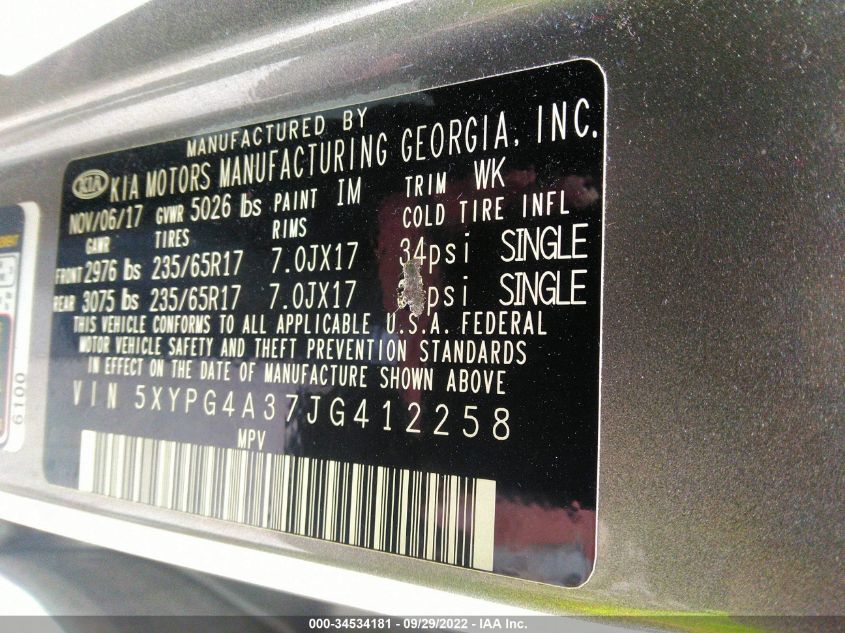 MANUFACTURED BY
KIA KIA MOTORS MANUFACTURING GEORGIA, INC.
NOV/06/17 GVWR 5026 lbs PAINT IM TRIM WK
GAWR TIRES RIMS COLD TIRE INFL
FRONT 2976 lbs 235/65R17 7.0JX17 34psi SINGLE
REAR 3075 lbs 235/65R17 7.0JX17 psi SINGLE
THIS VEHICLE CONFORMS TO ALL APPLICABLE U.S.A. FEDERAL
MOTOR VEHICLE SAFETY AND THEFT PREVENTION STANDARDS
IN EFFECT ON THE DATE OF MANUFACTURE SHOWN ABOVE
VIN 5XYPG4A37JG412258
MPV
6100
000-34534181 - 09/29/2022 - IAA Inc.